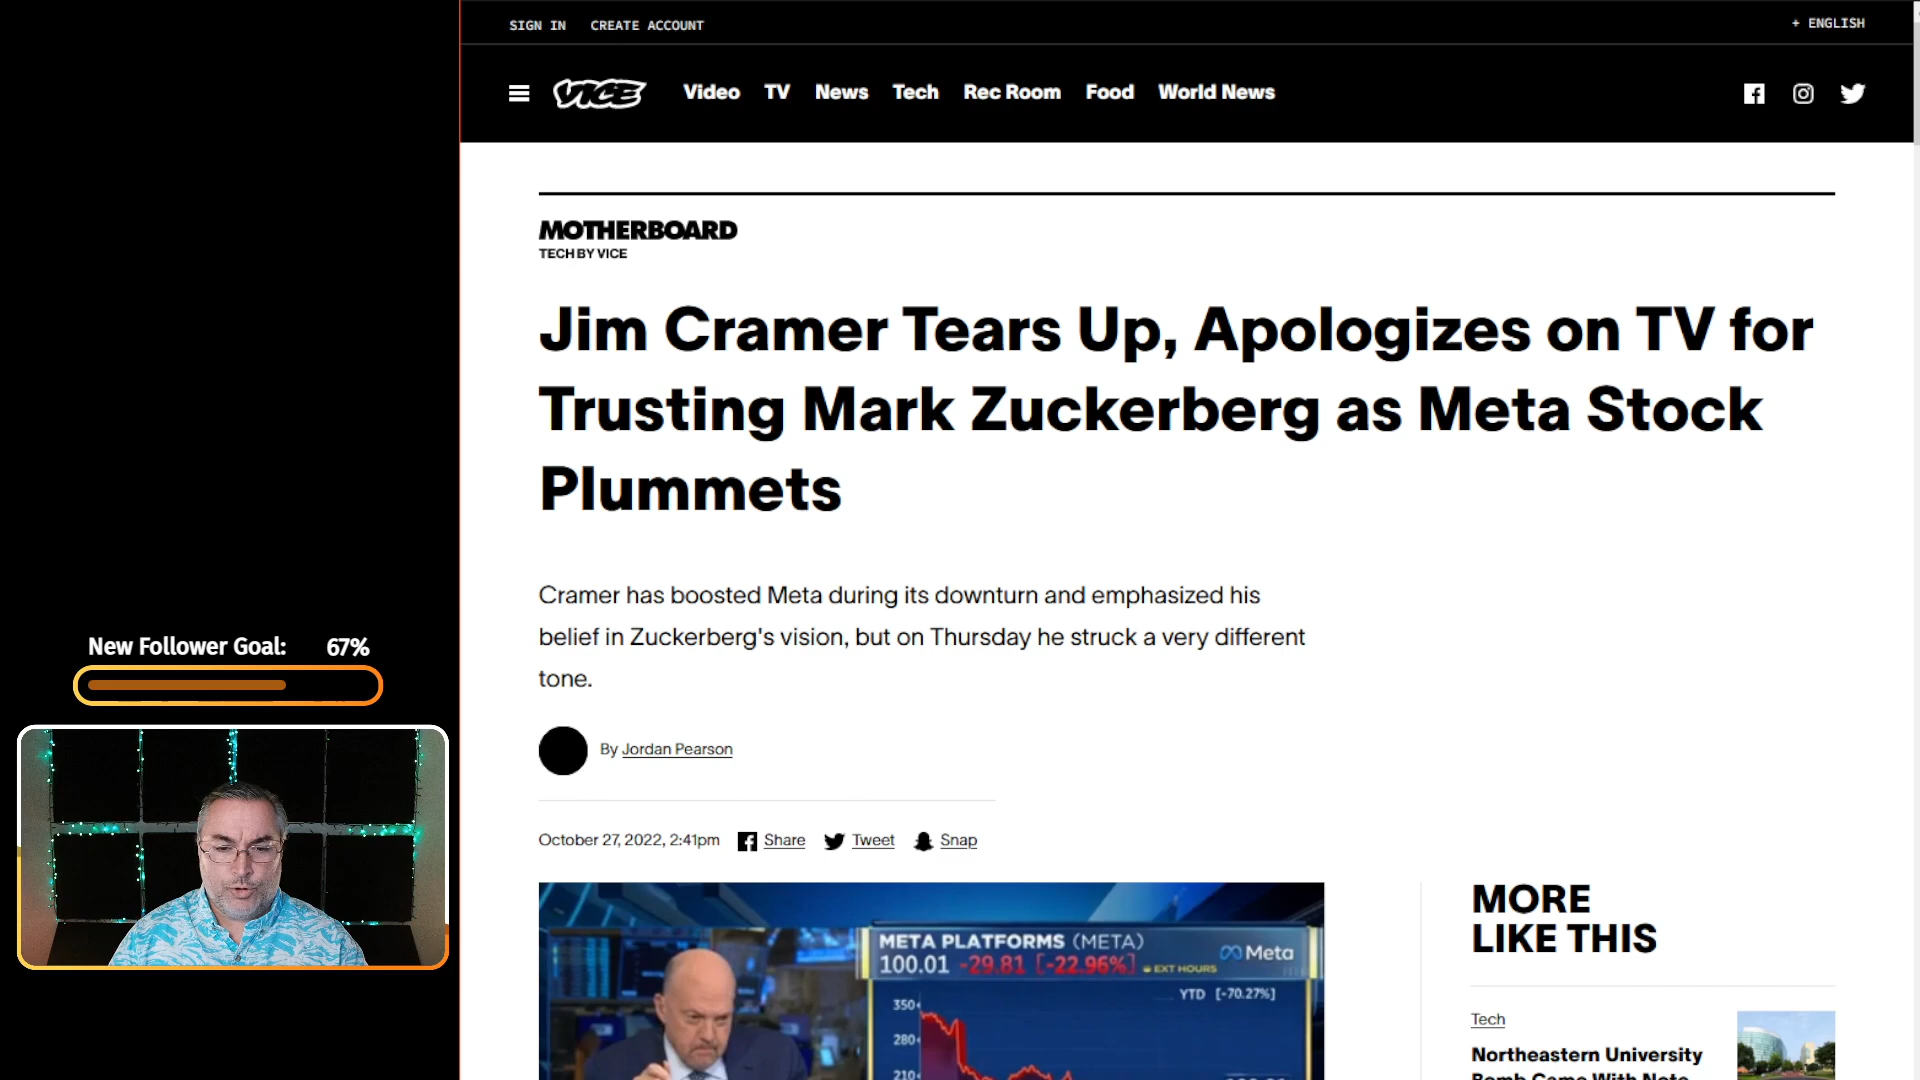 SIGN IN CREATE ACCOUNT
+ ENGLISH
VICE Video TV News Tech Rec Room Food World News
MOTHERBOARD
TECH BY VICE
Jim Cramer Tears Up, Apologizes on TV for
Trusting Mark Zuckerberg as Meta Stock
Plummets
Cramer has boosted Meta during its downturn and emphasized his
belief in Zuckerberg's vision, but on Thursday he struck a very different
tone.
By Jordan Pearson
October 27, 2022, 2:41pm Share Tweet Snap
New Follower Goal: 67%
META PLATFORMS (META)
100.01 -29.81 [-22.96%] EXT HOURS
Meta
YTD [-70.27%]
350
280
210
MORE
LIKE THIS
Tech
Northeastern University
Bomb Came With Note